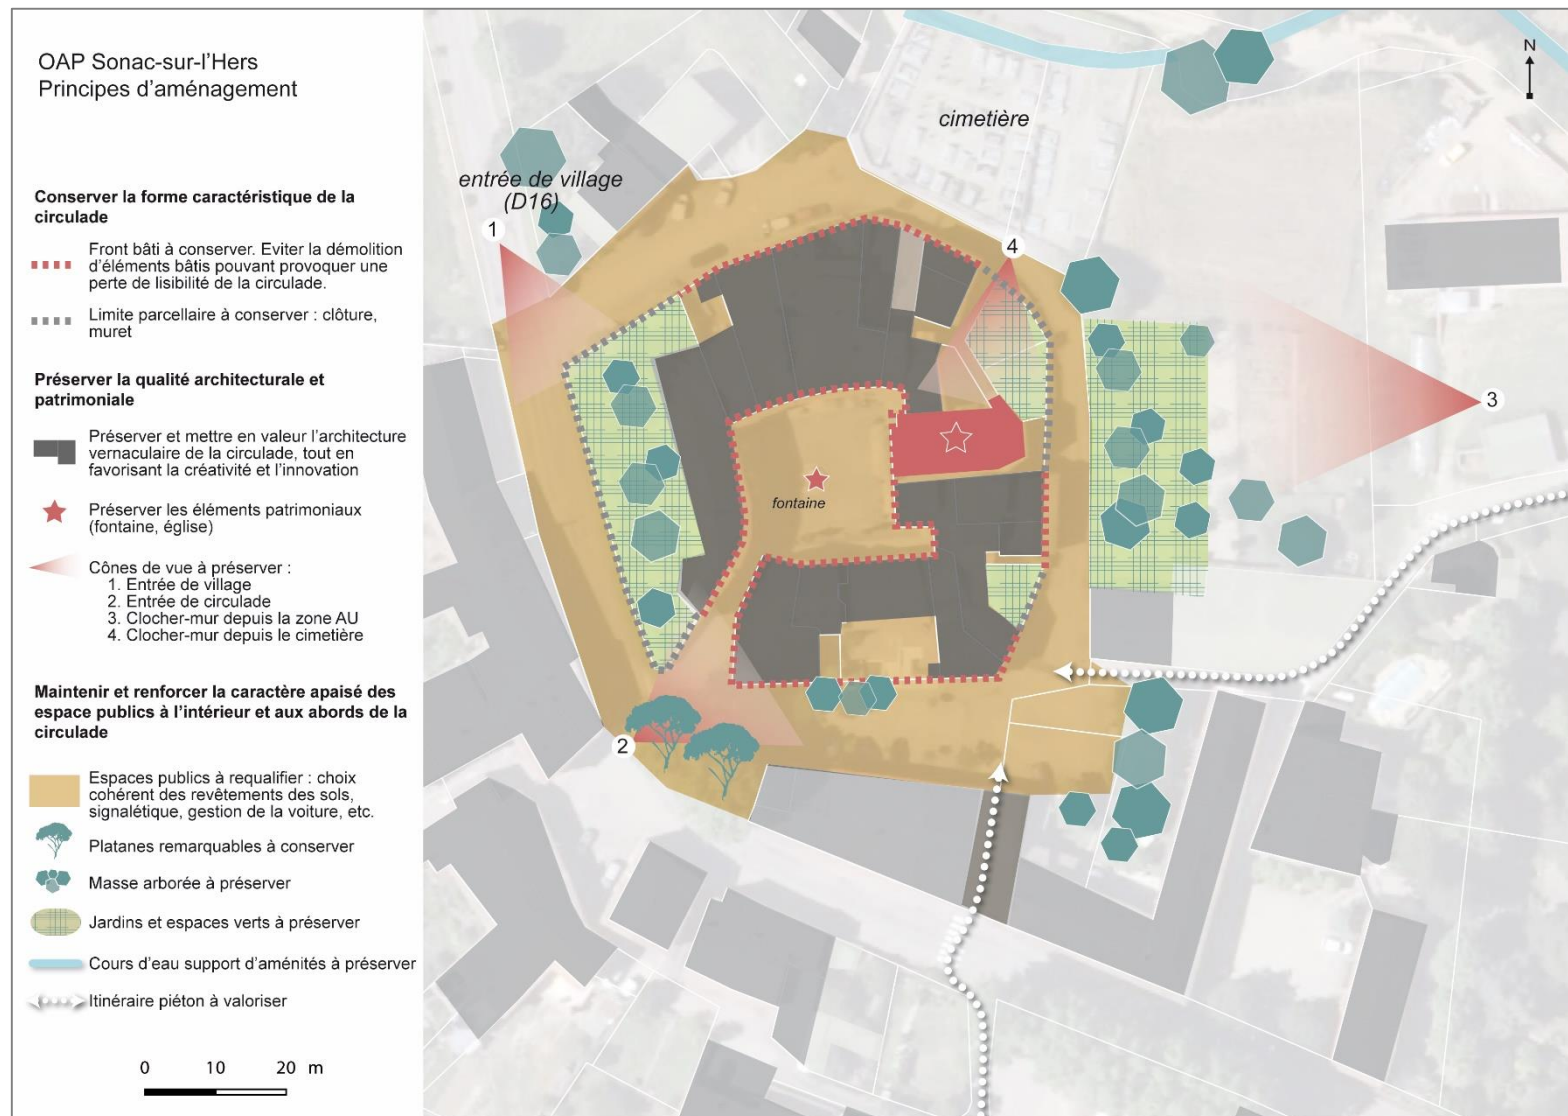 OAP Sonac-sur-l'Hers
Principes d'aménagement
Conserver la forme caractéristique de la
circulade
Front bâti à conserver. Eviter la démolition
d'éléments bâtis pouvant provoquer une
perte de lisibilité de la circulade.
Limite parcellaire à conserver : clôture,
muret
Préserver la qualité architecturale et
patrimoniale
Préserver et mettre en valeur l'architecture
vernaculaire de la circulade, tout en
favorisant la créativité et l'innovation
Préserver les éléments patrimoniaux
(fontaine, église)
Cônes de vue à préserver :
1. Entrée de village
2. Entrée de circulade
3. Clocher-mur depuis la zone AU
4. Clocher-mur depuis le cimetière
Maintenir et renforcer la caractère apaisé des
espace publics à l'intérieur et aux abords de la
circulade
Espaces publics à requalifier : choix
cohérent des revêtements des sols,
signalétique, gestion de la voiture, etc.
Platanes remarquables à conserver
Masse arborée à préserver
Jardins et espaces verts à préserver
Cours d'eau support d'aménités à préserver
Itinéraire piéton à valoriser
0 10 20 m
N
cimetière
entrée de village
(D16)
1
4
3
fontaine
2